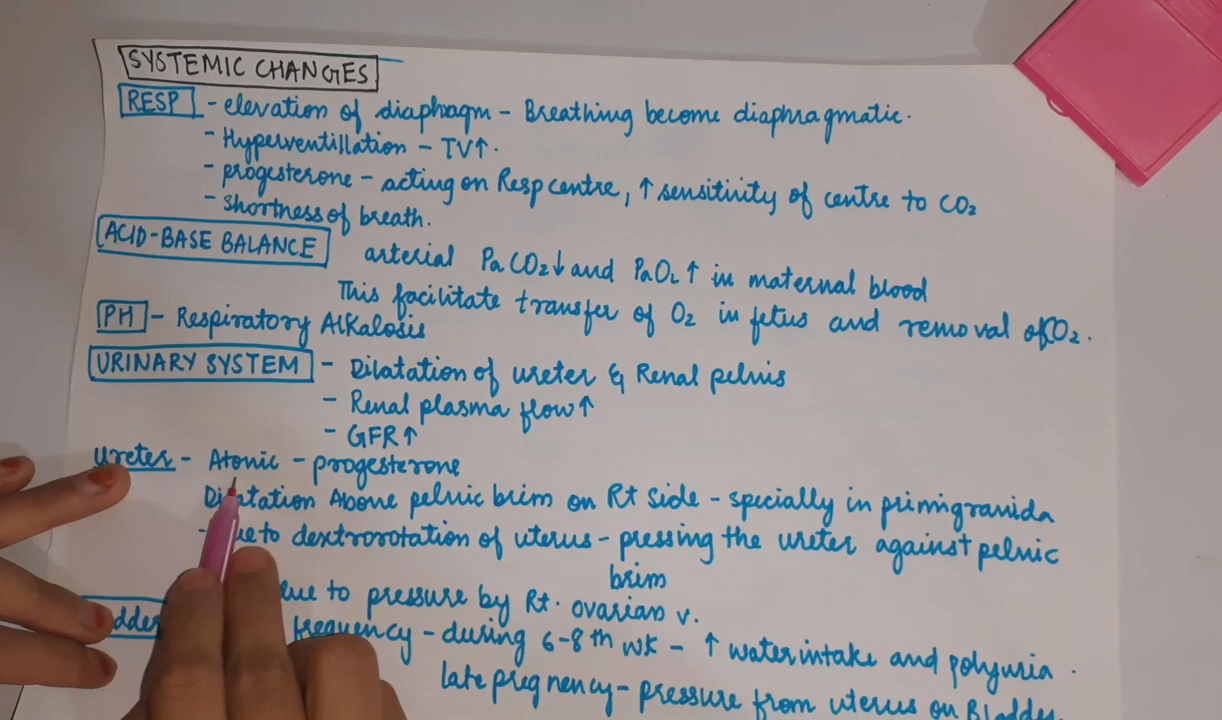 SYSTEMIC CHANGES
RESP - elevation of diaphragm - Breathing become diaphragmatic.
- Hyperventillation - TV↑.
- progesterone - acting on Resp centre, ↑ sensitivity of centre to CO2
- Shortness of breath.
ACID-BASE BALANCE arterial PaCO2↓ and PaO2↑ in maternal blood
This facilitate transfer of O2 in fetus and removal of CO2.
PH - Respiratory Alkalosis
URINARY SYSTEM - Dilatation of ureter & Renal pelvis
- Renal plasma flow↑
- GFR↑
Ureter - Atonic - progesterone
Dilatation Above pelvic brim on Rt Side - specially in primigravida
- due to dextrorotation of uterus - pressing the ureter against pelvic
brim
due to pressure by Rt. ovarian v.
frequency - during 6-8th wk - ↑ water intake and polyuria.
late pregnency - pressure from uterus on Bladder